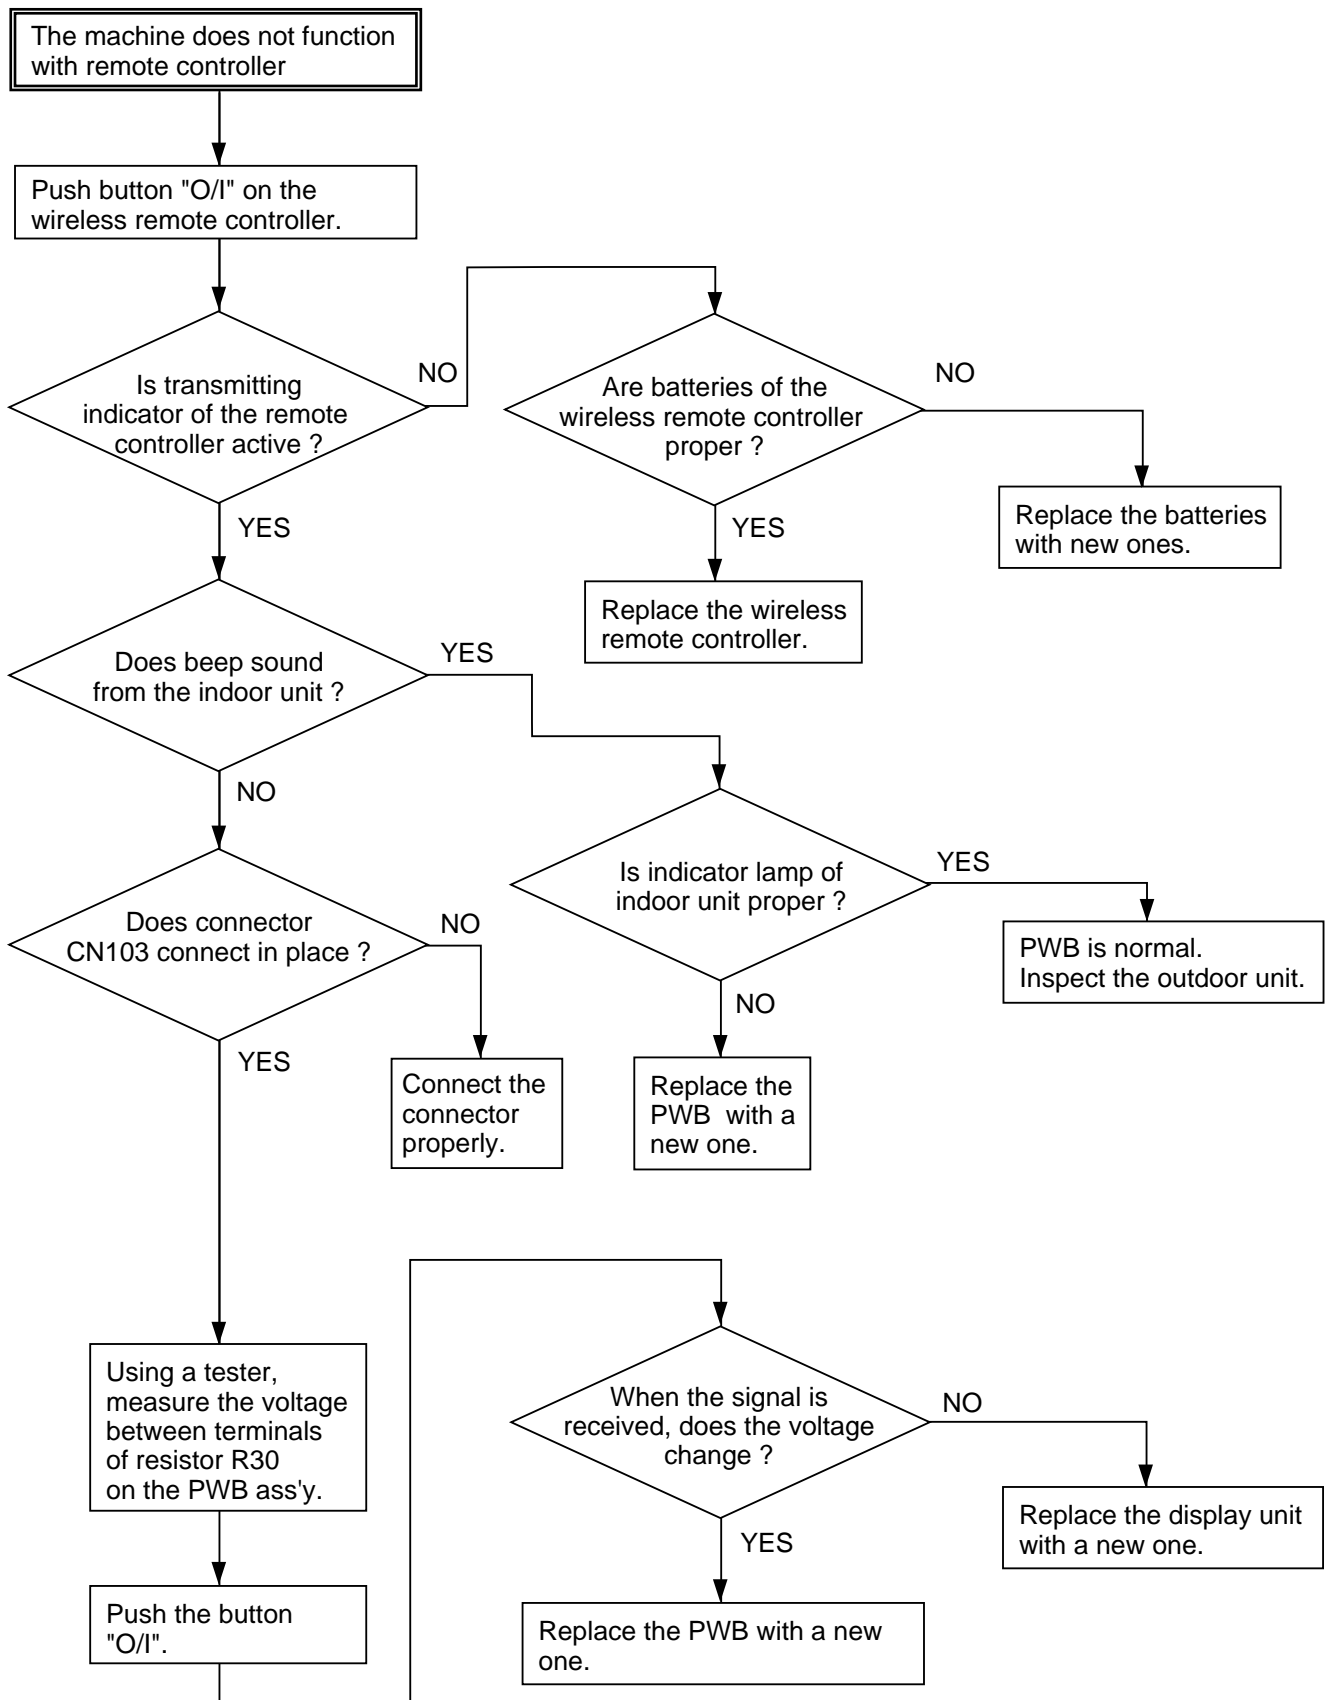 The machine does not function
with remote controller
Push button "O/I" on the
wireless remote controller.
Is transmitting
indicator of the remote
controller active ?
NO
Are batteries of the
wireless remote controller
proper ?
NO
YES
YES
Replace the batteries
with new ones.
Replace the wireless
remote controller.
Does beep sound
from the indoor unit ?
YES
NO
Is indicator lamp of
indoor unit proper ?
YES
Does connector
CN103 connect in place ?
NO
PWB is normal.
Inspect the outdoor unit.
NO
YES
Connect the
connector
properly.
Replace the
PWB  with a
new one.
Using a tester,
measure the voltage
between terminals
of resistor R30
on the PWB ass'y.
When the signal is
received, does the voltage
change ?
NO
Replace the display unit
with a new one.
YES
Push the button
"O/I".
Replace the PWB with a new
one.